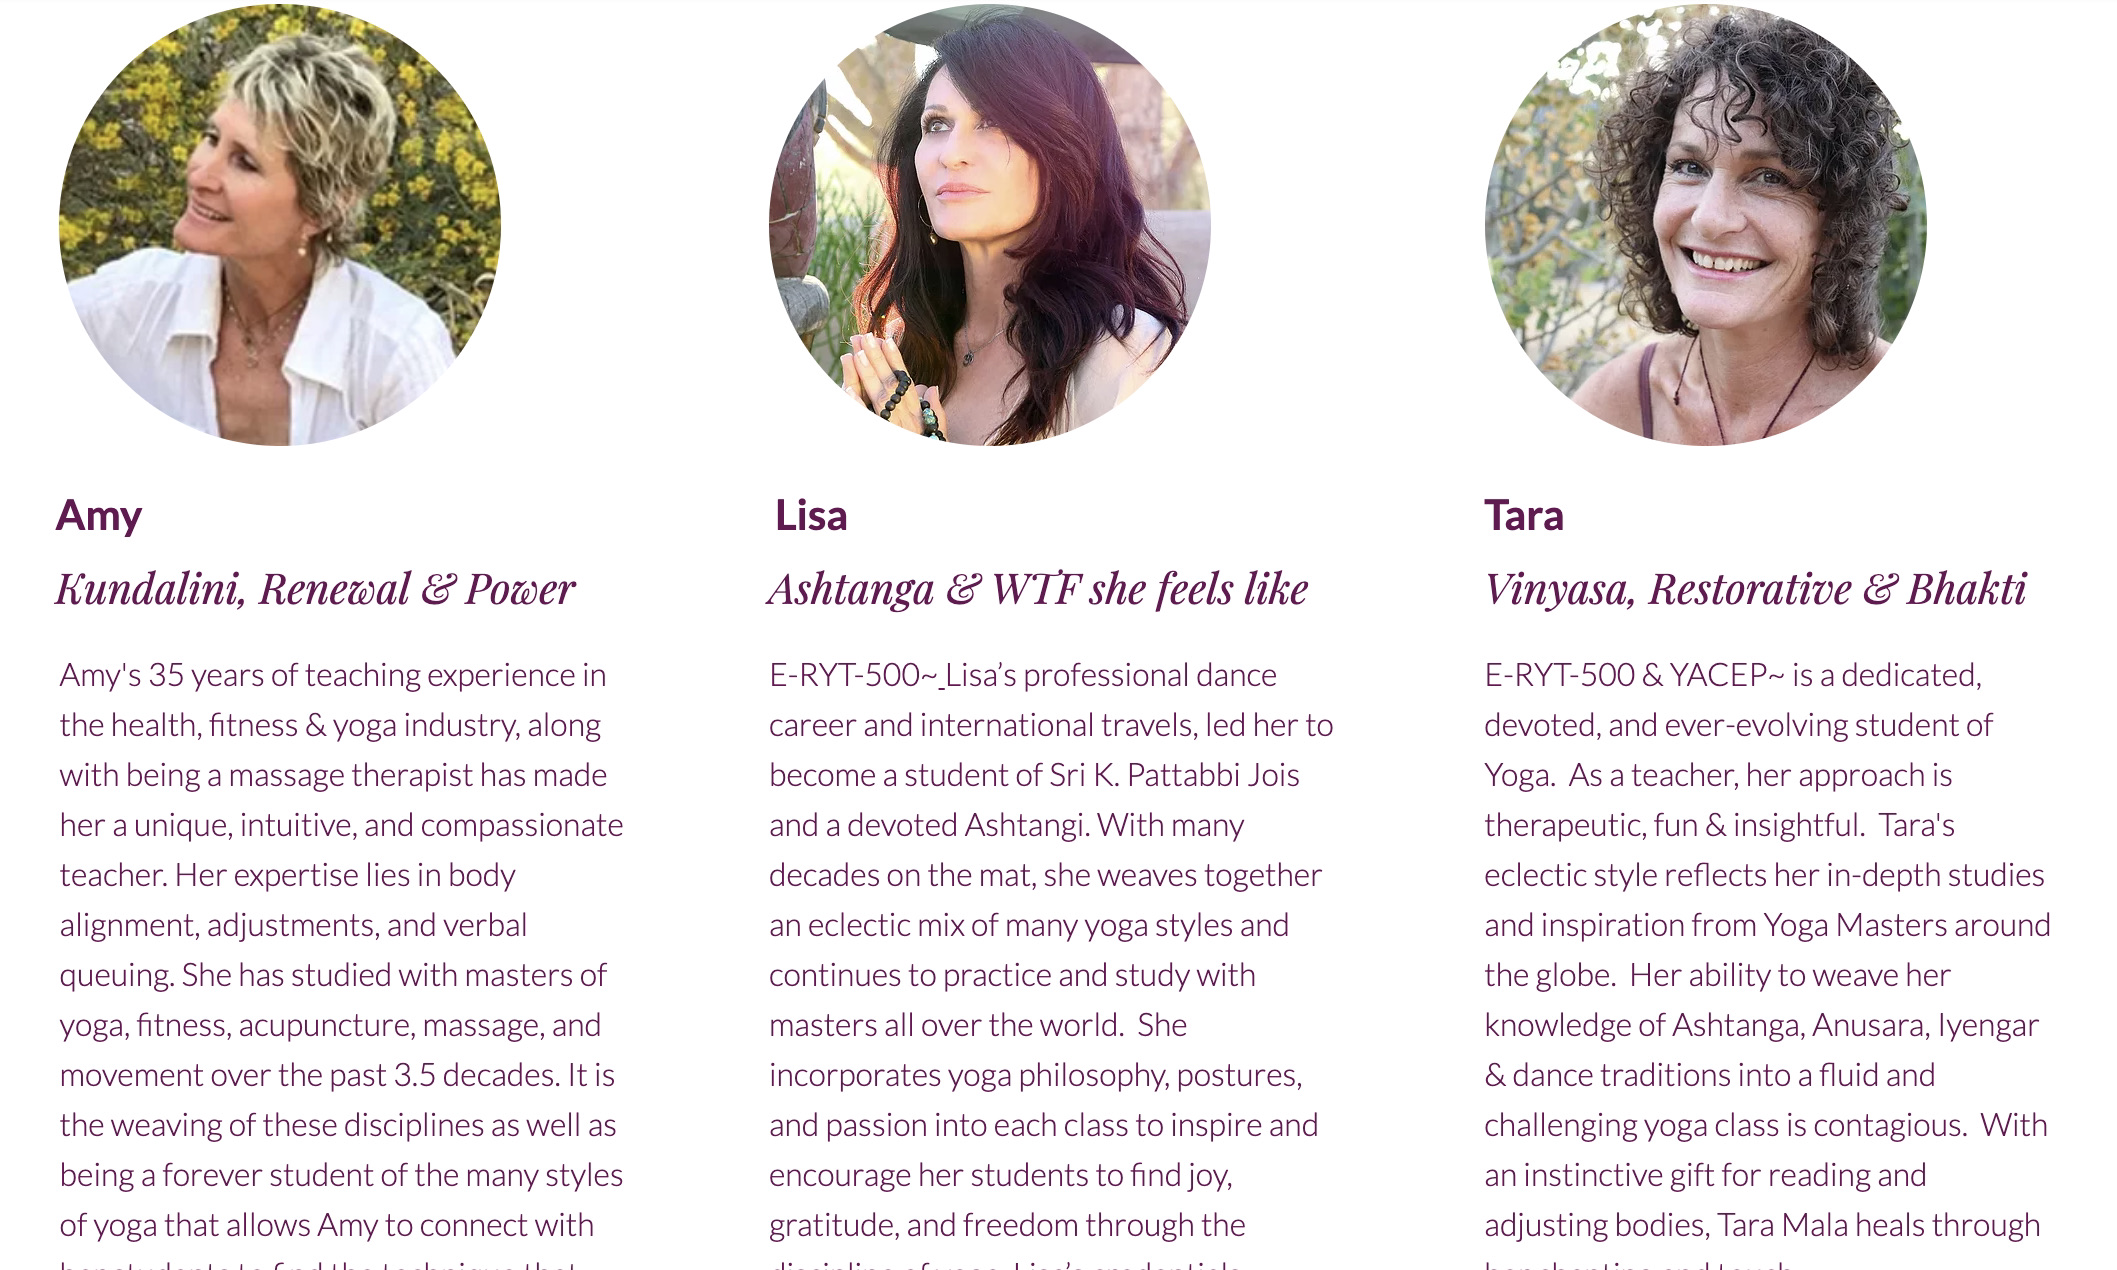 Amy
Kundalini, Renewal & Power
Amy's 35 years of teaching experience in
the health, fitness & yoga industry, along
with being a massage therapist has made
her a unique, intuitive, and compassionate
teacher. Her expertise lies in body
alignment, adjustments, and verbal
queuing. She has studied with masters of
yoga, fitness, acupuncture, massage, and
movement over the past 3.5 decades. It is
the weaving of these disciplines as well as
being a forever student of the many styles
of yoga that allows Amy to connect with
Lisa
Ashtanga & WTF she feels like
E-RYT-500~ Lisa’s professional dance
career and international travels, led her to
become a student of Sri K. Pattabbi Jois
and a devoted Ashtangi. With many
decades on the mat, she weaves together
an eclectic mix of many yoga styles and
continues to practice and study with
masters all over the world.  She
incorporates yoga philosophy, postures,
and passion into each class to inspire and
encourage her students to find joy,
gratitude, and freedom through the
Tara
Vinyasa, Restorative & Bhakti
E-RYT-500 & YACEP~ is a dedicated,
devoted, and ever-evolving student of
Yoga.  As a teacher, her approach is
therapeutic, fun & insightful.  Tara's
eclectic style reflects her in-depth studies
and inspiration from Yoga Masters around
the globe.  Her ability to weave her
knowledge of Ashtanga, Anusara, Iyengar
& dance traditions into a fluid and
challenging yoga class is contagious.  With
an instinctive gift for reading and
adjusting bodies, Tara Mala heals through